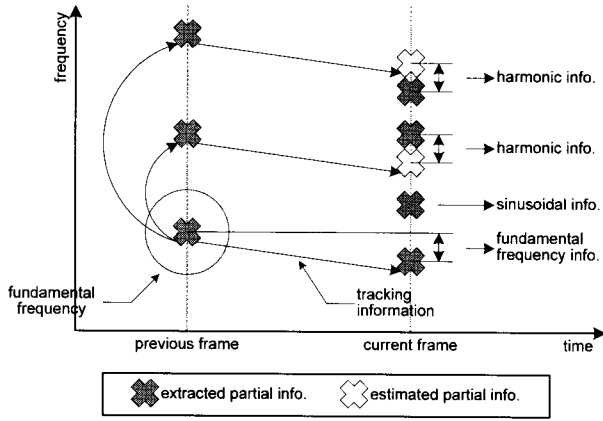 frequency
harmonic info.
harmonic info.
sinusoidal info.
fundamental
frequency info.
fundamental
frequency
tracking
information
previous frame
current frame
time
extracted partial info.
estimated partial info.